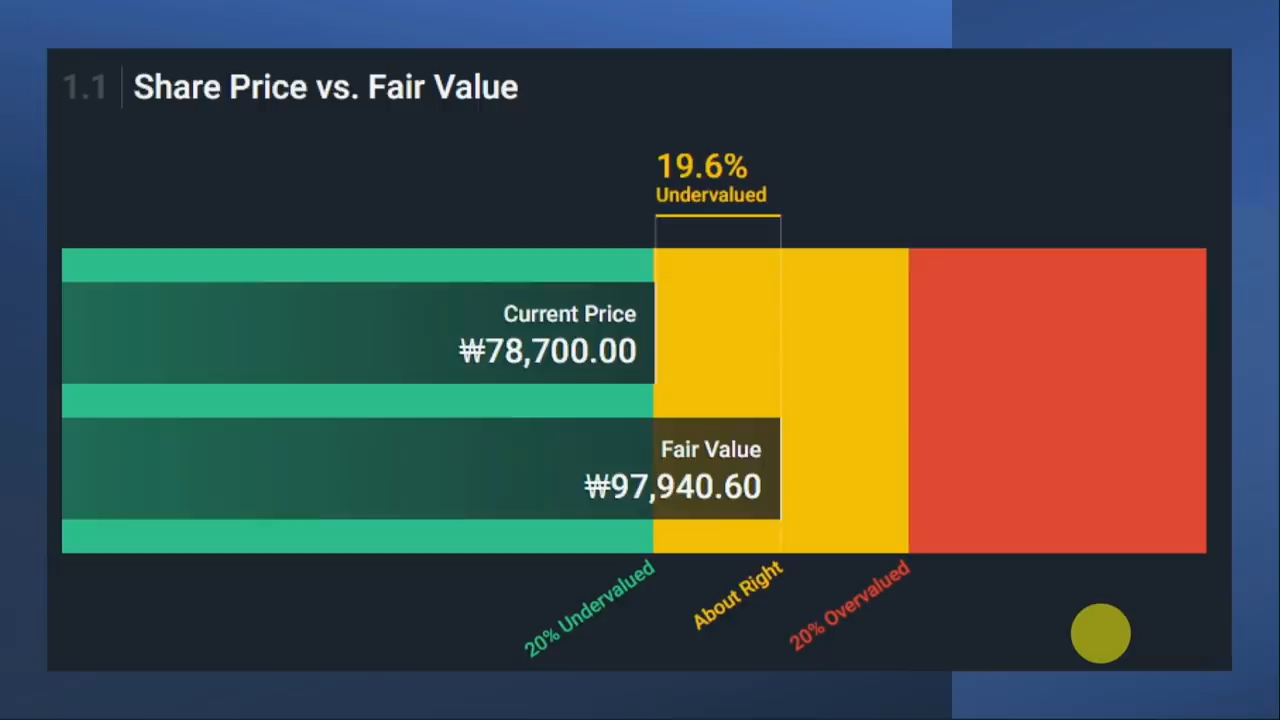 1.1 Share Price vs. Fair Value
19.6%
Undervalued
Current Price
₩78,700.00
Fair Value
₩97,940.60
20% Undervalued
About Right
20% Overvalued